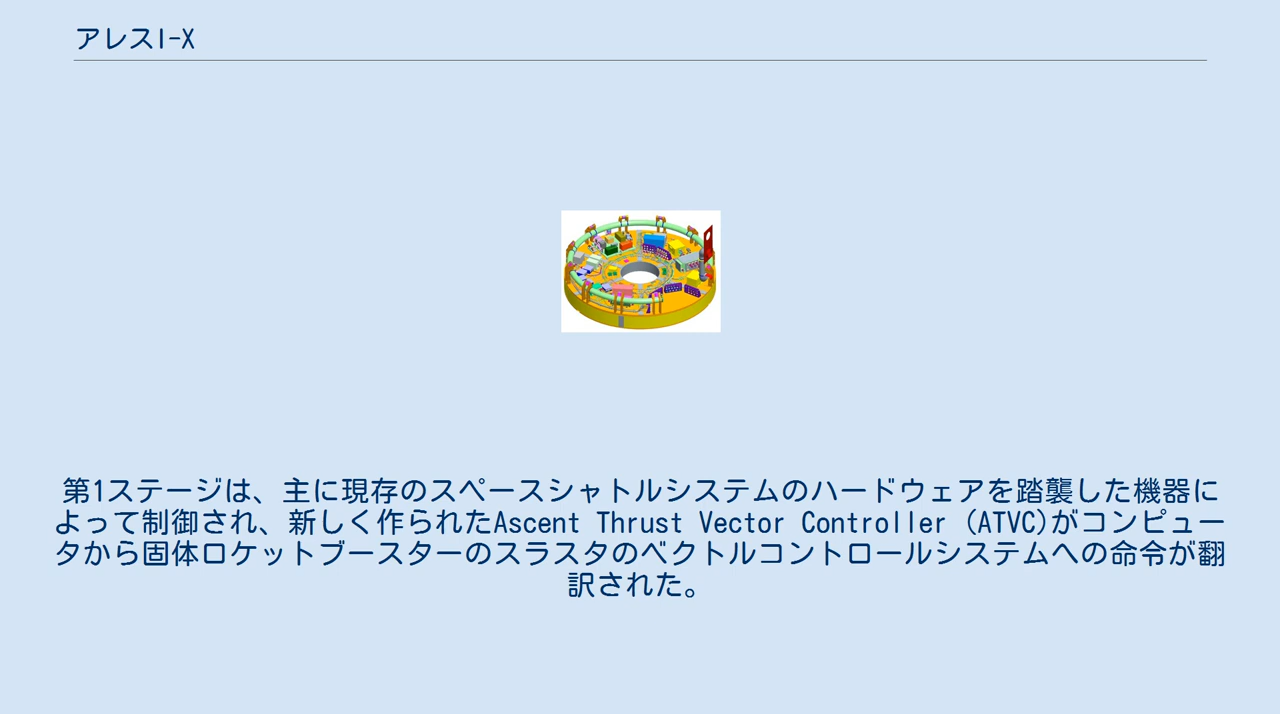 アレスI-X
第1ステージは、主に現存のスペースシャトルシステムのハードウェアを踏襲した機器に
よって制御され、新しく作られたAscent Thrust Vector Controller (ATVC)がコンピュー
タから固体ロケットブースターのスラスタのベクトルコントロールシステムへの命令が翻
訳された。